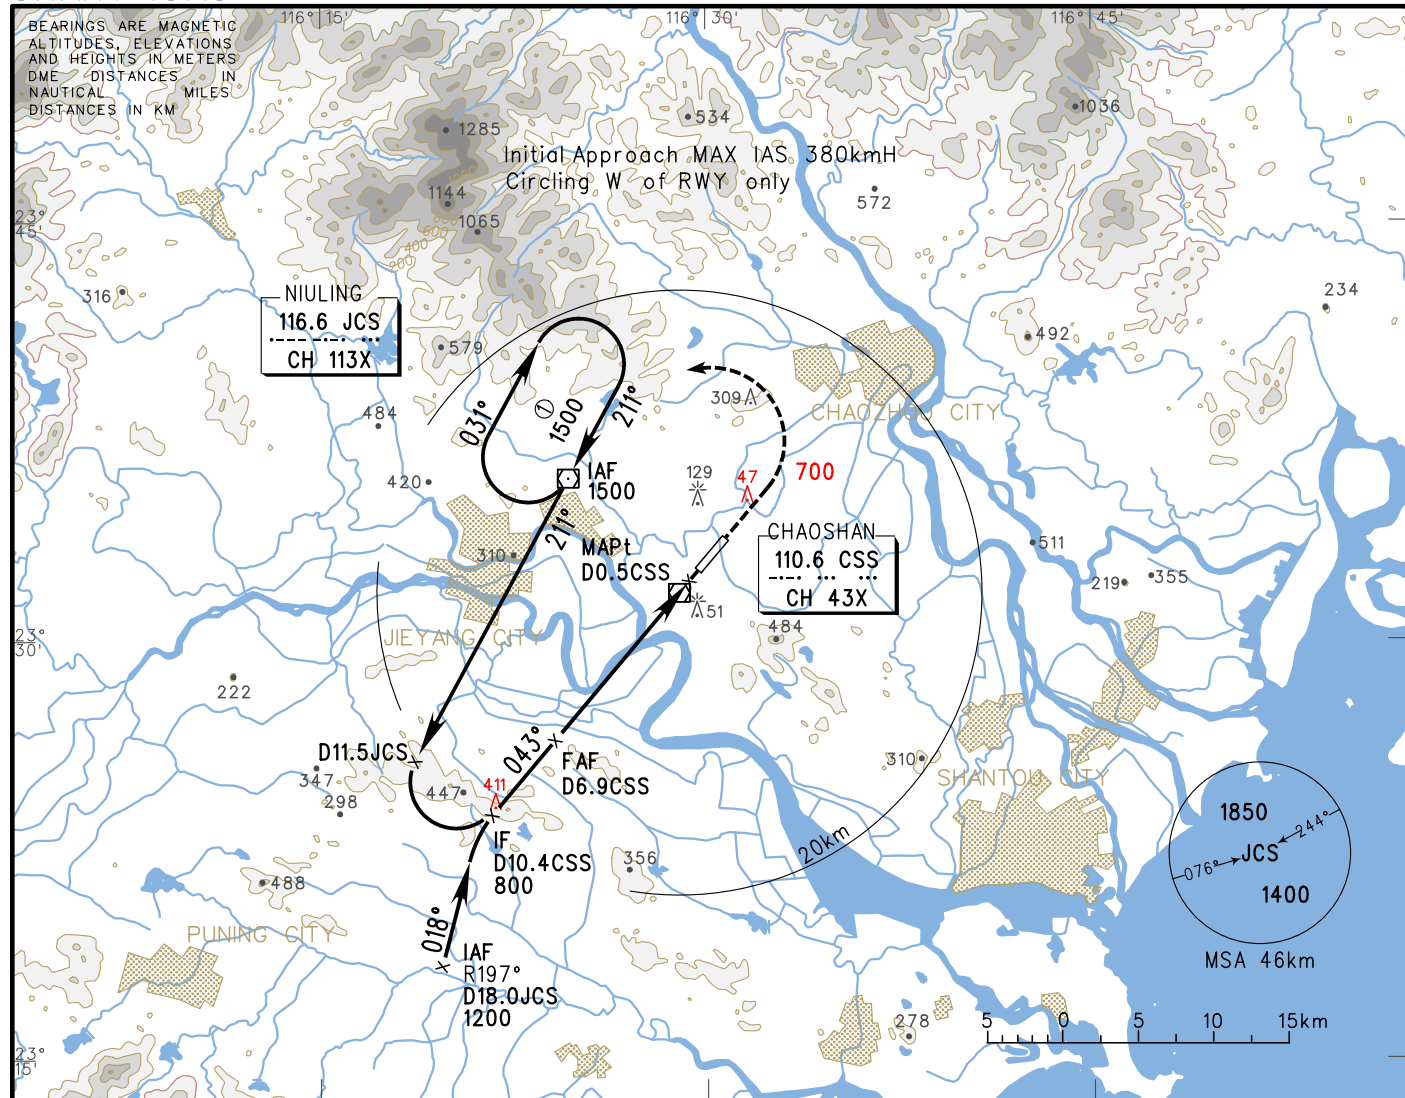 116°15'
116°30'
116°45'
BEARINGS ARE MAGNETIC
ALTITUDES, ELEVATIONS
AND HEIGHTS IN METERS
DME DISTANCES IN
NAUTICAL MILES
DISTANCES IN KM
1285
534
1036
Initial Approach MAX IAS 380kmH
Circling W of RWY only
1144
1065
572
23°
45'
600
400
200
316
NIULING
116.6 JCS
CH 113X
579
234
492
031°
1500
211°
309
CHAOZHOU CITY
484
420
IAF
1500
129
47
700
211°
310
MAPt
D0.5CSS
CHAOSHAN
110.6 CSS
CH 43X
51
511
219
355
JIEYANG CITY
484
23°
30'
222
D11.5JCS
043°
FAF
D6.9CSS
347
298
447
411
310
SHANTOU CITY
IF
D10.4CSS
800
356
20km
1850
244°
JCS
076°
1400
488
PUNING CITY
018°
IAF
R197°
D18.0JCS
1200
MSA 46km
278
5 0 5 10 15km
23°
15'